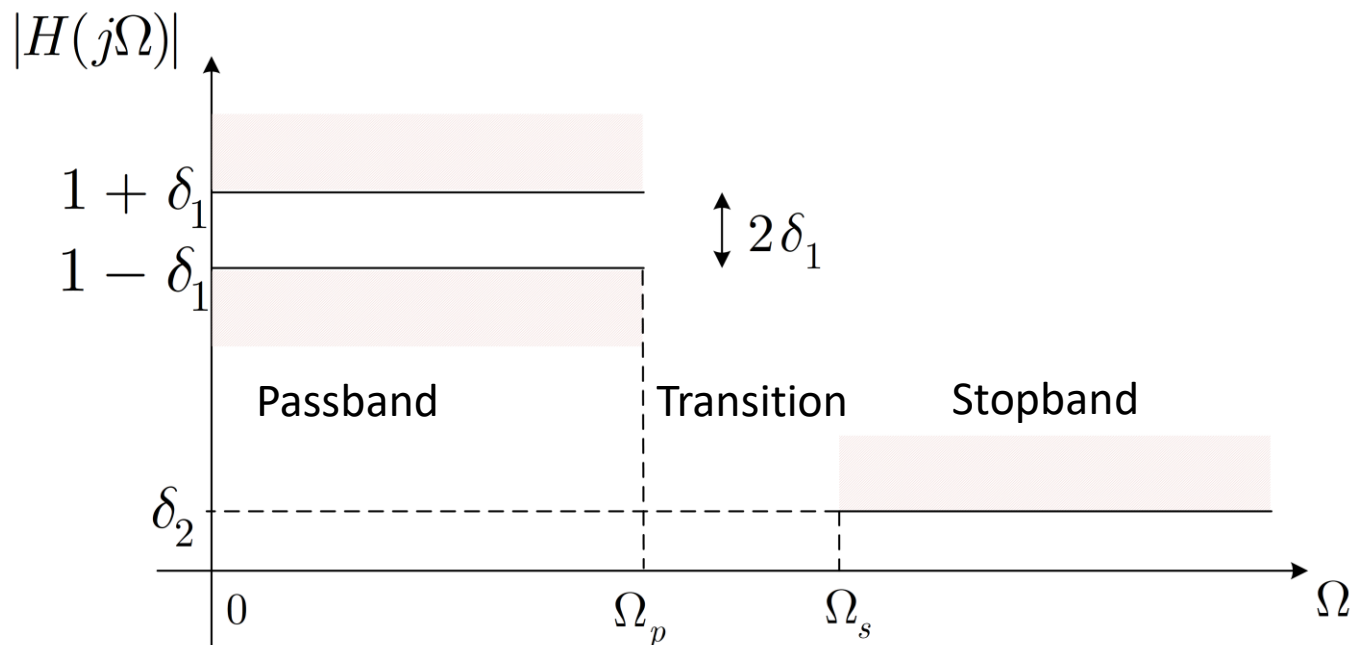 |H(jΩ)|
1 + δ₁
2δ₁
1 − δ₁
Passband
Transition
Stopband
δ₂
0
Ωₚ
Ωₛ
Ω